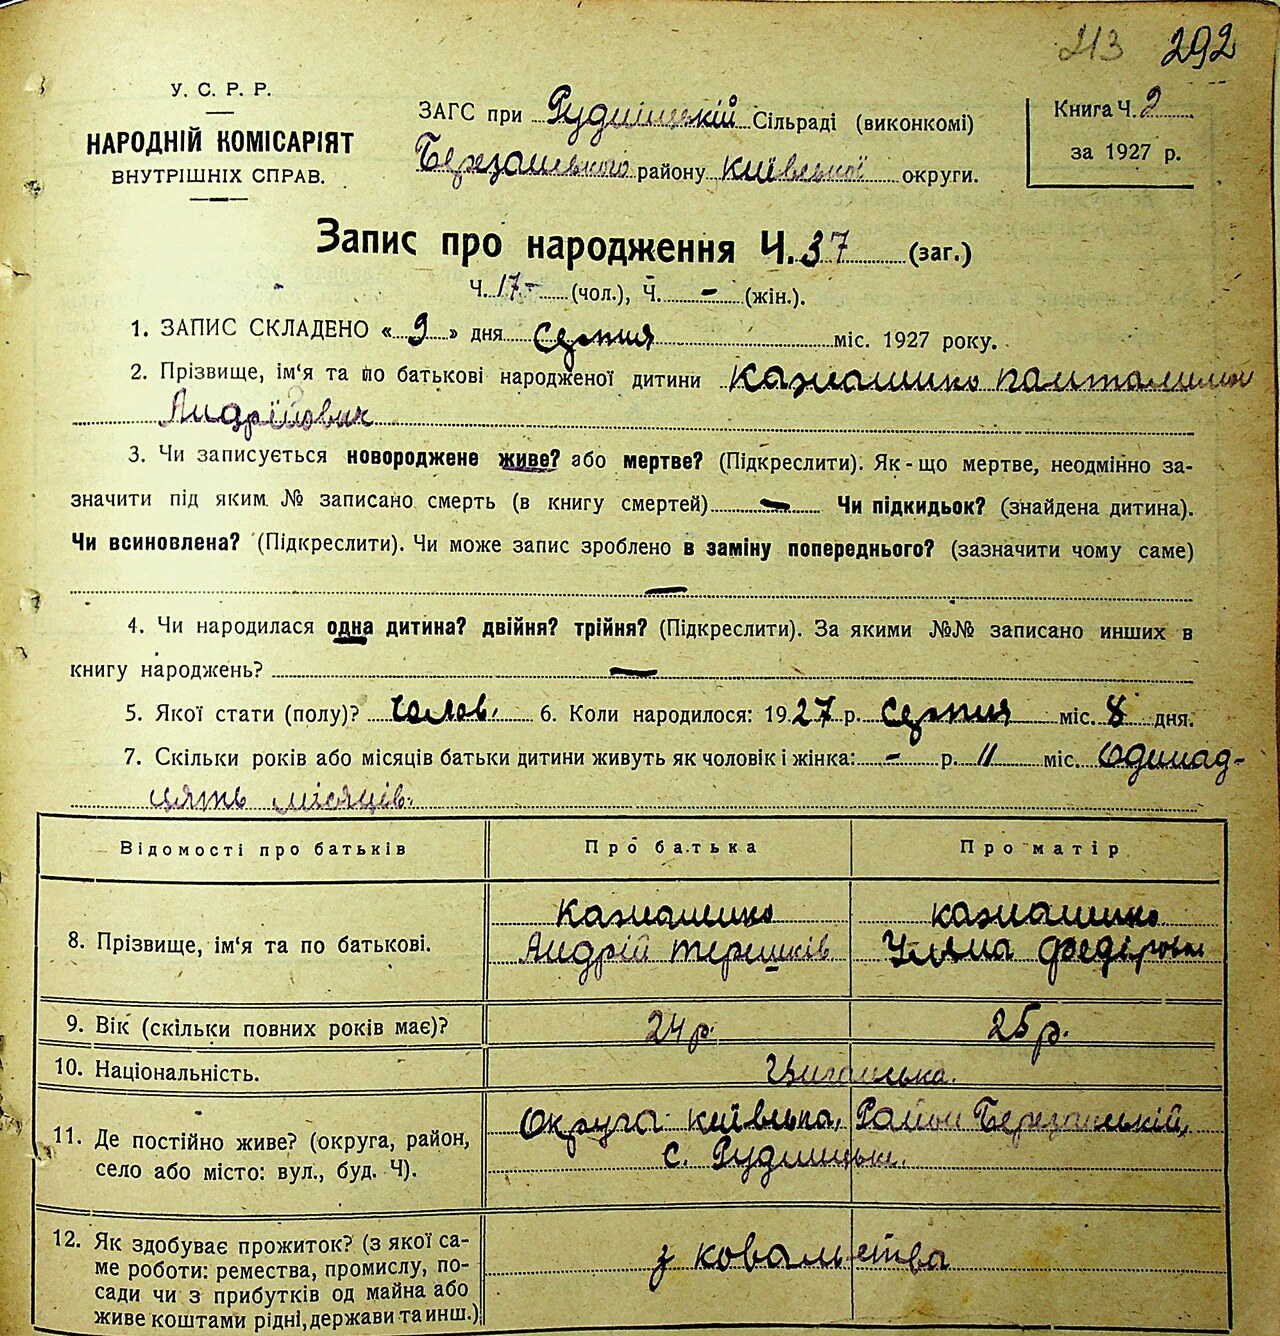 213 292
У. С. Р. Р.
НАРОДНІЙ КОМІСАРІЯТ
ВНУТРІШНІХ СПРАВ.
ЗАГС при Рудницькій Сільраді (виконкомі)
Березанського району Київської округи.
Книга Ч. 2
за 1927 р.
Запис про народження Ч. 37 (заг.)
Ч. 17 - (чол.), Ч. - (жін.).
1. ЗАПИС СКЛАДЕНО «9» дня Серпня міс. 1927 року.
2. Прізвище, ім‘я та по батькові народженої дитини
Андрійович
3. Чи записується новороджене живе? або мертве? (Підкреслити). Як-що мертве, неодмінно за-
значити під яким № записано смерть (в книгу смертей) — Чи підкидьок? (знайдена дитина).
Чи всиновлена? (Підкреслити). Чи може запис зроблено в заміну попереднього? (зазначити чому саме)
—
4. Чи народилася одна дитина? двійня? трійня? (Підкреслити). За якими №№ записано инших в
книгу народжень? —
5. Якої стати (полу)? Чолов. 6. Коли народилося: 1927 р. Серпня міс. 8 дня.
7. Скільки років або місяців батьки дитини живуть як чоловік і жінка: - р. 11 міс. Одинад-
цять місяців.
Відомості про батьків Про батька Про матір
8. Прізвище, ім‘я та по батькові.
Андрій Терешків Уляна Федоровна
9. Вік (скільки повних років має)? 24 р. 25 р.
10. Національність. Циганська.
11. Де постійно живе? (округа, район,
село або місто: вул., буд. Ч).
Округа Київська, Район Березанській,
с. Рудницьке.
12. Як здобуває прожиток? (з якої са-
ме роботи: ремества, промислу, по-
сади чи з прибутків од майна або
живе коштами рідні, держави та инш.)
з ковальства